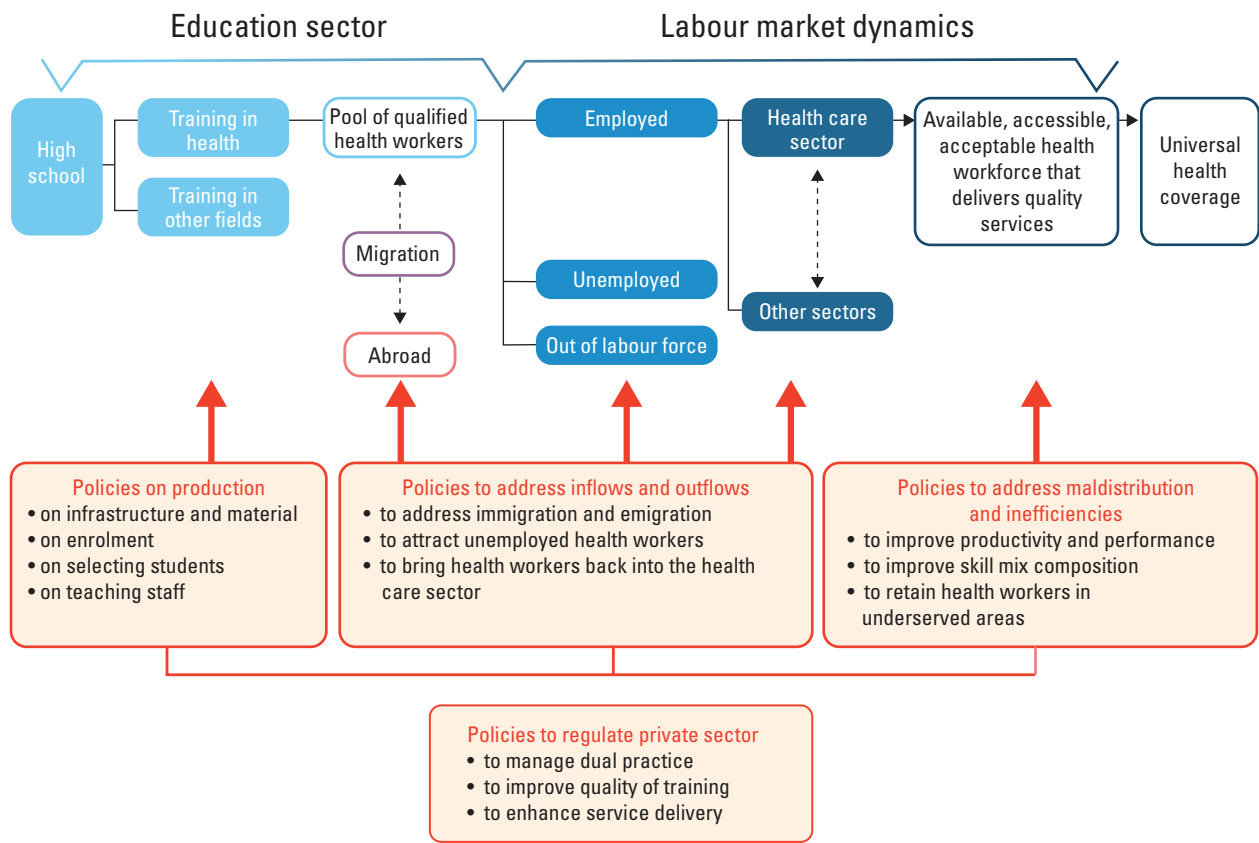 Education sector
Labour market dynamics
High
school
Training in
health
Training in
other fields
Pool of qualified
health workers
Migration
Abroad
Employed
Unemployed
Out of labour force
Health care
sector
Other sectors
Available, accessible,
acceptable health
workforce that
delivers quality
services
Universal
health
coverage
Policies on production
• on infrastructure and material
• on enrolment
• on selecting students
• on teaching staff
Policies to address inflows and outflows
• to address immigration and emigration
• to attract unemployed health workers
• to bring health workers back into the health
care sector
Policies to address maldistribution
and inefficiencies
• to improve productivity and performance
• to improve skill mix composition
• to retain health workers in
underserved areas
Policies to regulate private sector
• to manage dual practice
• to improve quality of training
• to enhance service delivery